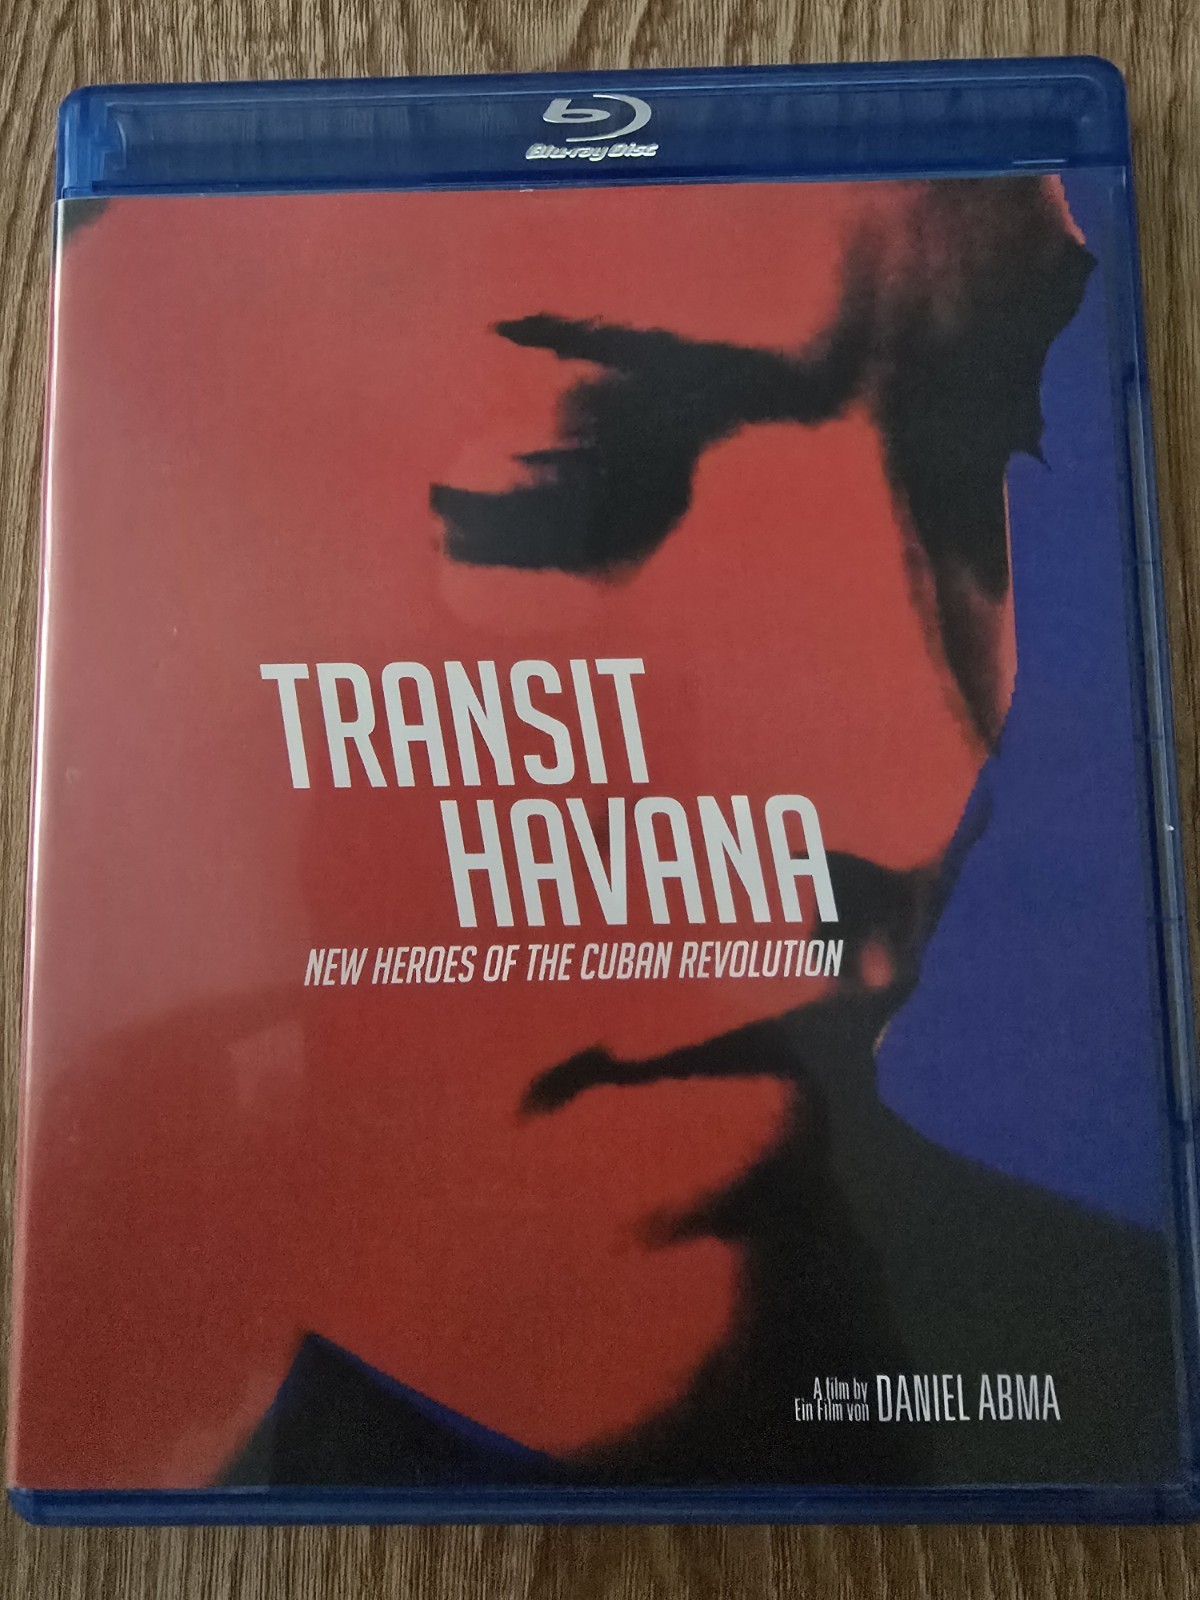 Blu-ray Disc
TRANSIT
HAVANA
NEW HEROES OF THE CUBAN REVOLUTION
A film by
Ein Film von DANIEL ABMA